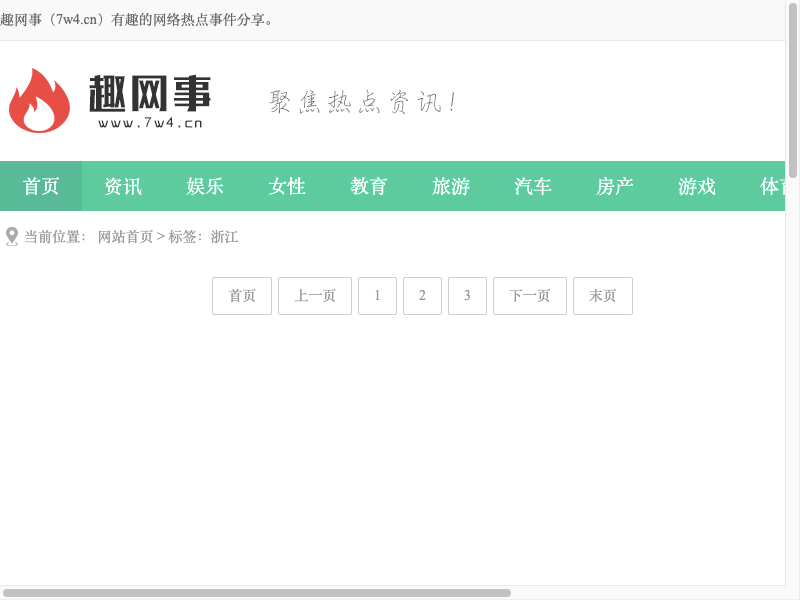 趣网事（7w4.cn）有趣的网络热点事件分享。
趣网事
www.7w4.cn
聚焦热点资讯!
首页 资讯 娱乐 女性 教育 旅游 汽车 房产 游戏 体育
当前位置： 网站首页 > 标签：浙江
首页 上一页 1 2 3 下一页 末页